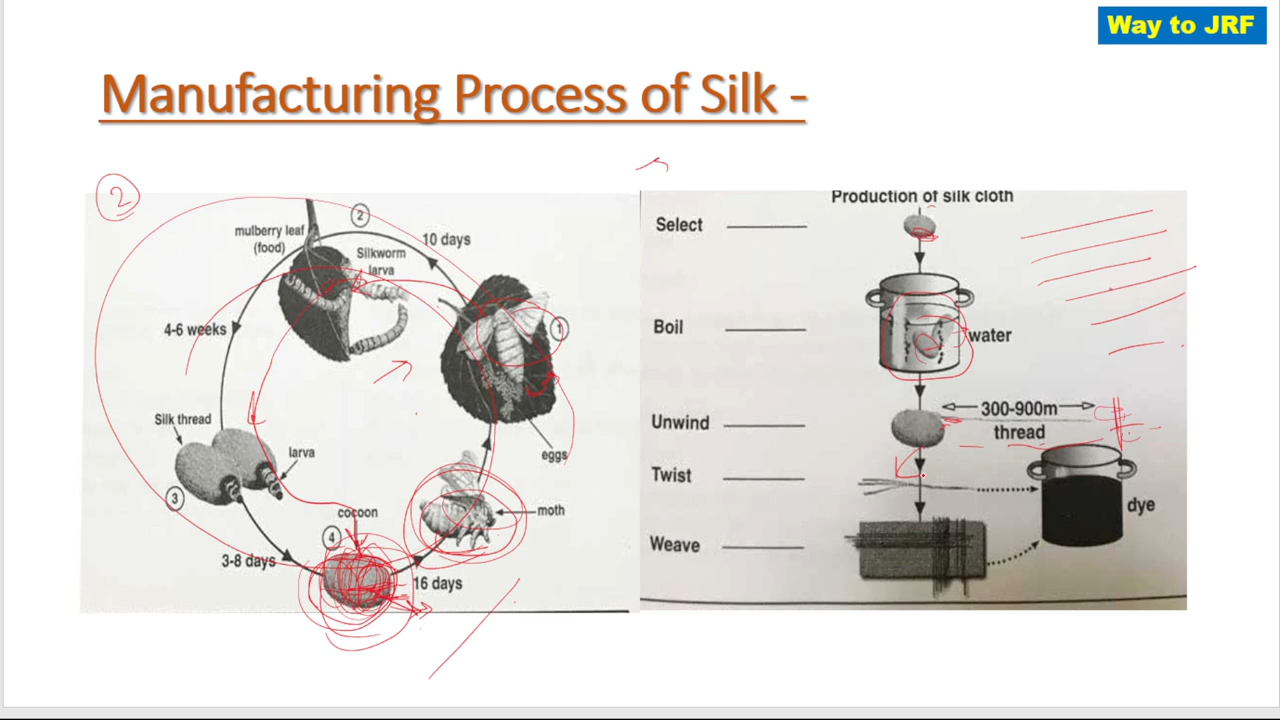 Way to JRF
Manufacturing Process of Silk -
2
2
mulberry leaf
(food)
Silkworm
larva
10 days
1
4-6 weeks
Silk thread
larva
eggs
3
cocoon
4
moth
3-8 days
16 days
Production of silk cloth
Select
Boil
water
Unwind
300-900m
thread
Twist
dye
Weave